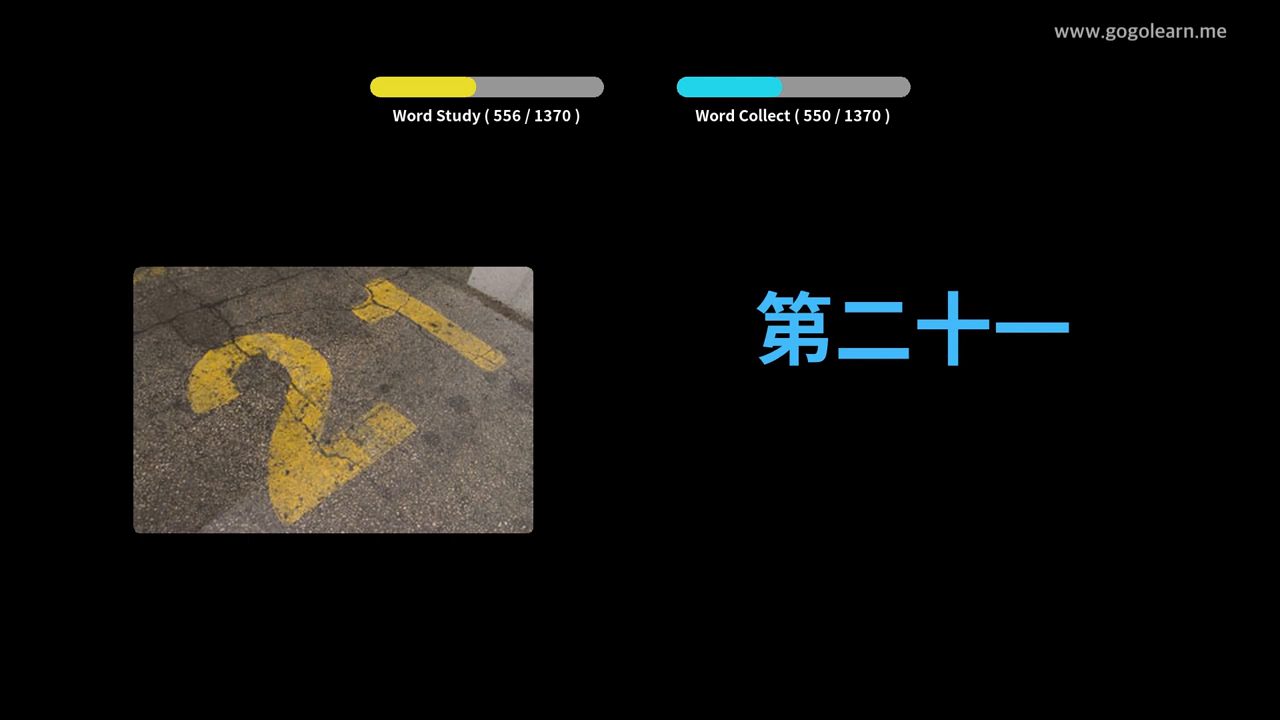 www.gogolearn.me
Word Study ( 556 / 1370 )
Word Collect ( 550 / 1370 )
21
第二十一